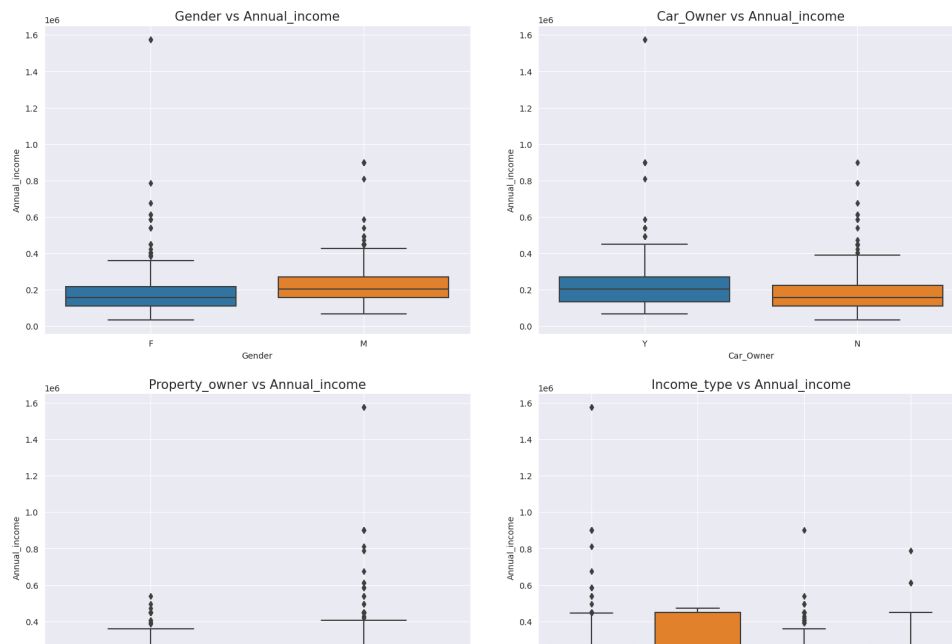 Gender vs Annual_income
1e6
1.6
1.4
1.2
1.0
0.8
0.6
0.4
0.2
0.0
Annual_income
F
M
Gender
Car_Owner vs Annual_income
1e6
1.6
1.4
1.2
1.0
0.8
0.6
0.4
0.2
0.0
Annual_income
Y
N
Car_Owner
Property_owner vs Annual_income
1e6
1.6
1.4
1.2
1.0
0.8
0.6
0.4
Annual_income
Income_type vs Annual_income
1e6
1.6
1.4
1.2
1.0
0.8
0.6
0.4
Annual_income